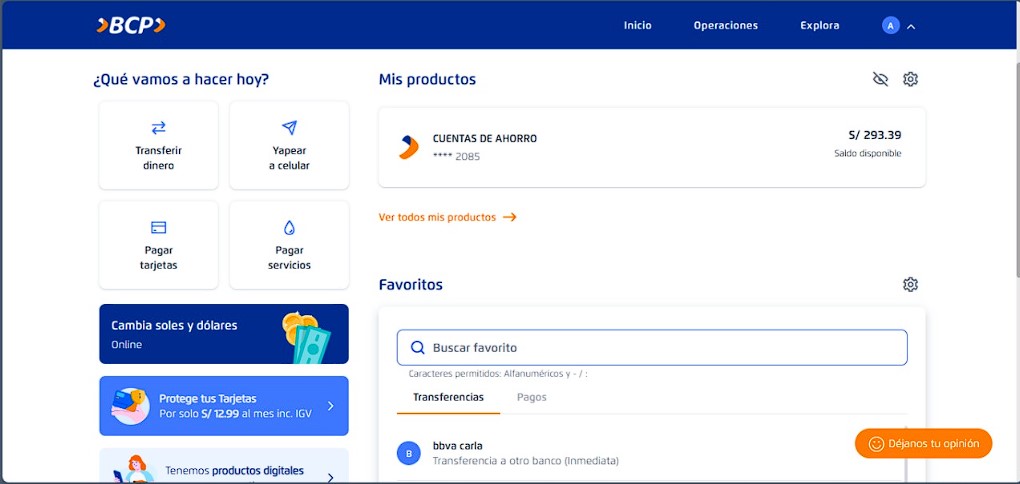 BCP
Inicio
Operaciones
Explora
A
¿Qué vamos a hacer hoy?
Transferir
dinero
Yapear
a celular
Pagar
tarjetas
Pagar
servicios
Cambia soles y dólares
Online
Protege tus Tarjetas
Por solo S/ 12.99 al mes inc. IGV
Tenemos productos digitales
Mis productos
CUENTAS DE AHORRO
**** 2085
S/ 293.39
Saldo disponible
Ver todos mis productos
Favoritos
Buscar favorito
Caracteres permitidos: Alfanuméricos y - / :
Transferencias
Pagos
B
bbva carla
Transferencia a otro banco (Inmediata)
Déjanos tu opinión